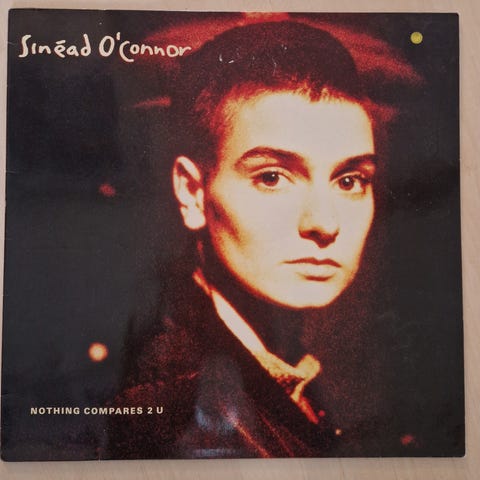 Sinéad O'Connor
NOTHING COMPARES 2 U